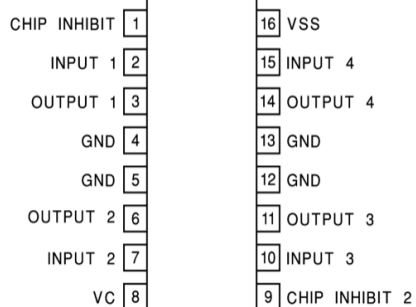 CHIP INHIBIT 1 16 VSS
INPUT 1 2 15 INPUT 4
OUTPUT 1 3 14 OUTPUT 4
GND 4 13 GND
GND 5 12 GND
OUTPUT 2 6 11 OUTPUT 3
INPUT 2 7 10 INPUT 3
VC 8 9 CHIP INHIBIT 2